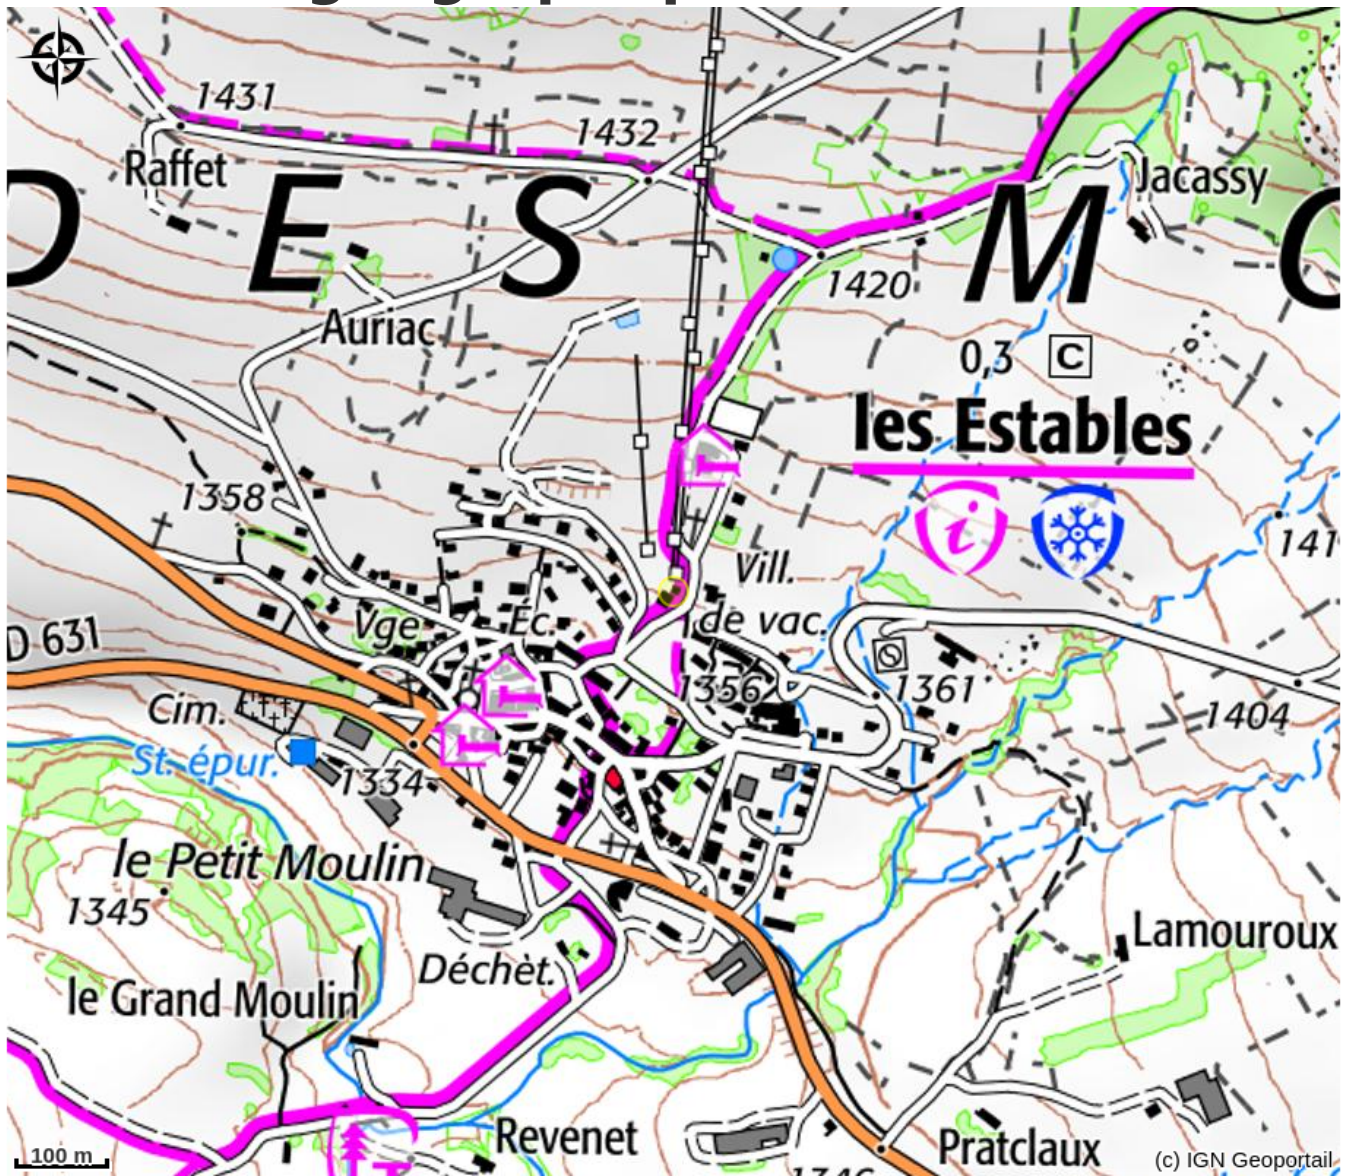 1431
1432
Raffet
D E S M
Jacassy
1420
Auriac
0,3 C
les Estables
1358
i
141
Vill.
de vac.
Vge
Éc.
D 631
1356
1361
1404
Cim.
St. épur.
1334
le Petit Moulin
1345
Lamouroux
Déchèt.
le Grand Moulin
Revenet
Pratclaux
100 m
(c) IGN Geoportail